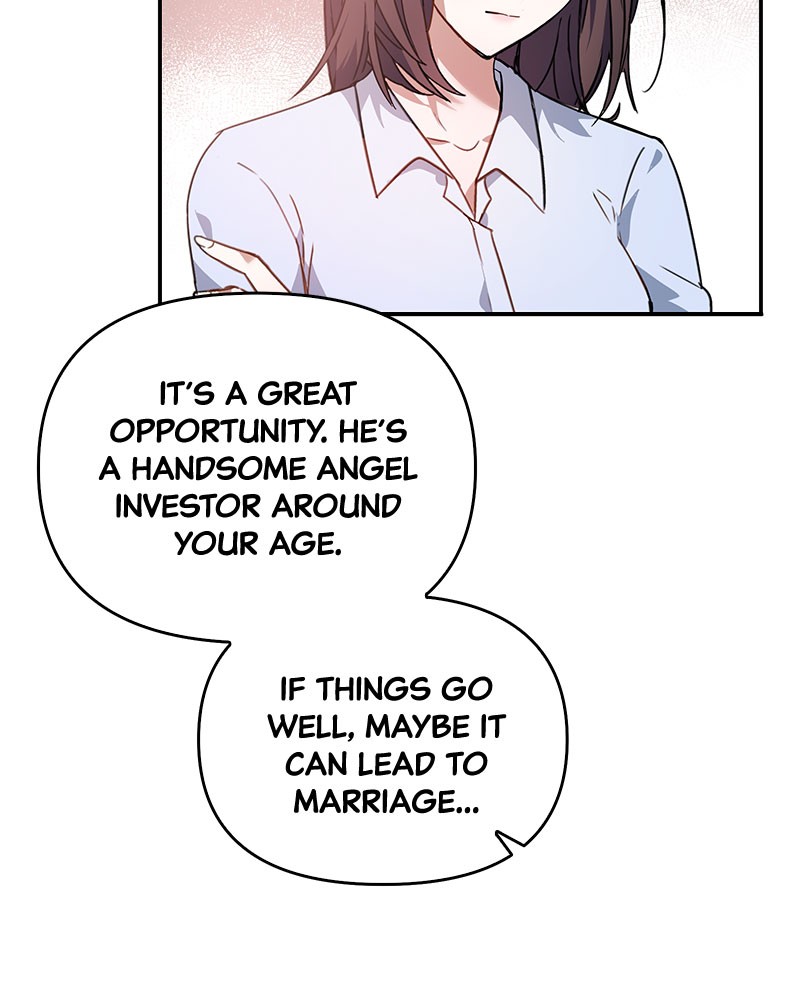 IT'S A GREAT
OPPORTUNITY. HE'S
A HANDSOME ANGEL
INVESTOR AROUND
YOUR AGE.
IF THINGS GO
WELL, MAYBE IT
CAN LEAD TO
MARRIAGE...